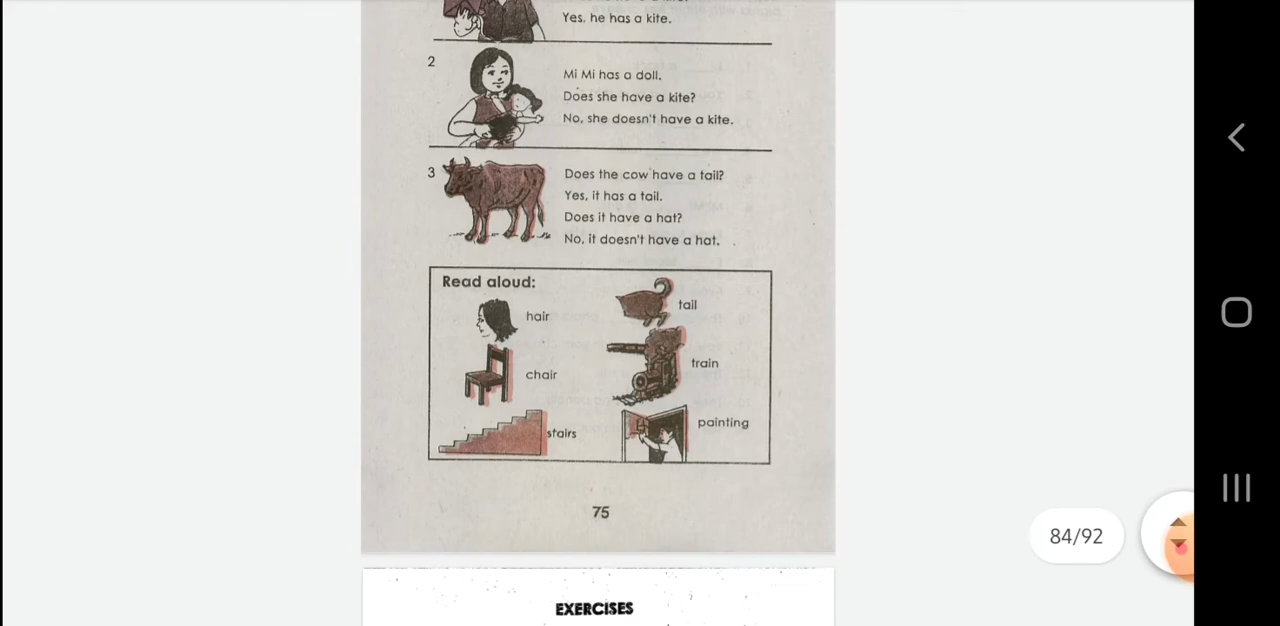 Yes, he has a kite.
2
Mi Mi has a doll.
Does she have a kite?
No, she doesn't have a kite.
3
Does the cow have a tail?
Yes, it has a tail.
Does it have a hat?
No, it doesn't have a hat.
Read aloud:
hair
tail
chair
train
stairs
painting
75
84/92
EXERCISES